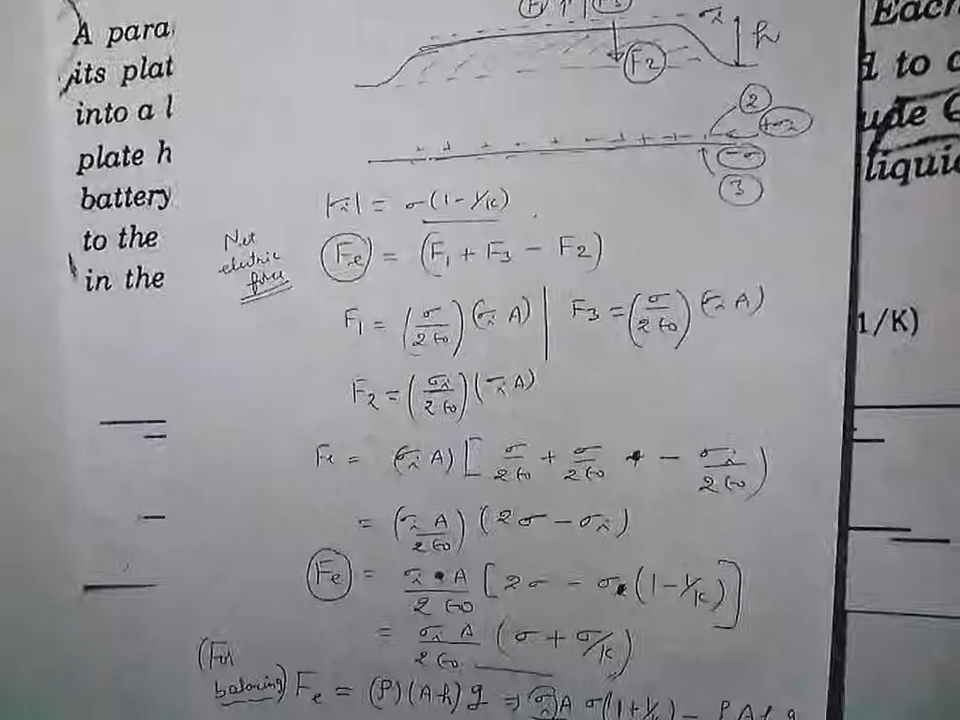 A para
its plat
into a l
plate h
battery
to the
in the
Each
d to c
ude
liquid
1/K)
F2
h
2
3
|σi| = σ(1-1/K)
Net electric force
Fe = (F1 + F3 - F2)
F1 = (σ/2ε0)(σi A) | F3 = (σ/2ε0)(σi A)
F2 = (σi/2ε0)(σi A)
Fe = (σi A)[σ/2ε0 + σ/2ε0 - σi/2ε0)
= (σi A/2ε0)(2σ - σi)
Fe = σi A/2ε0 [2σ - σ(1-1/K)]
= σi A/2ε0 (σ + σ/K)
(For balancing) Fe = (ρ)(Ah)g ⇒